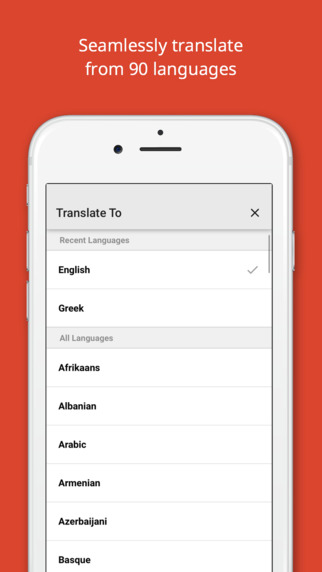 Seamlessly translate
from 90 languages
Translate To
Recent Languages
English
Greek
All Languages
Afrikaans
Albanian
Arabic
Armenian
Azerbaijani
Basque